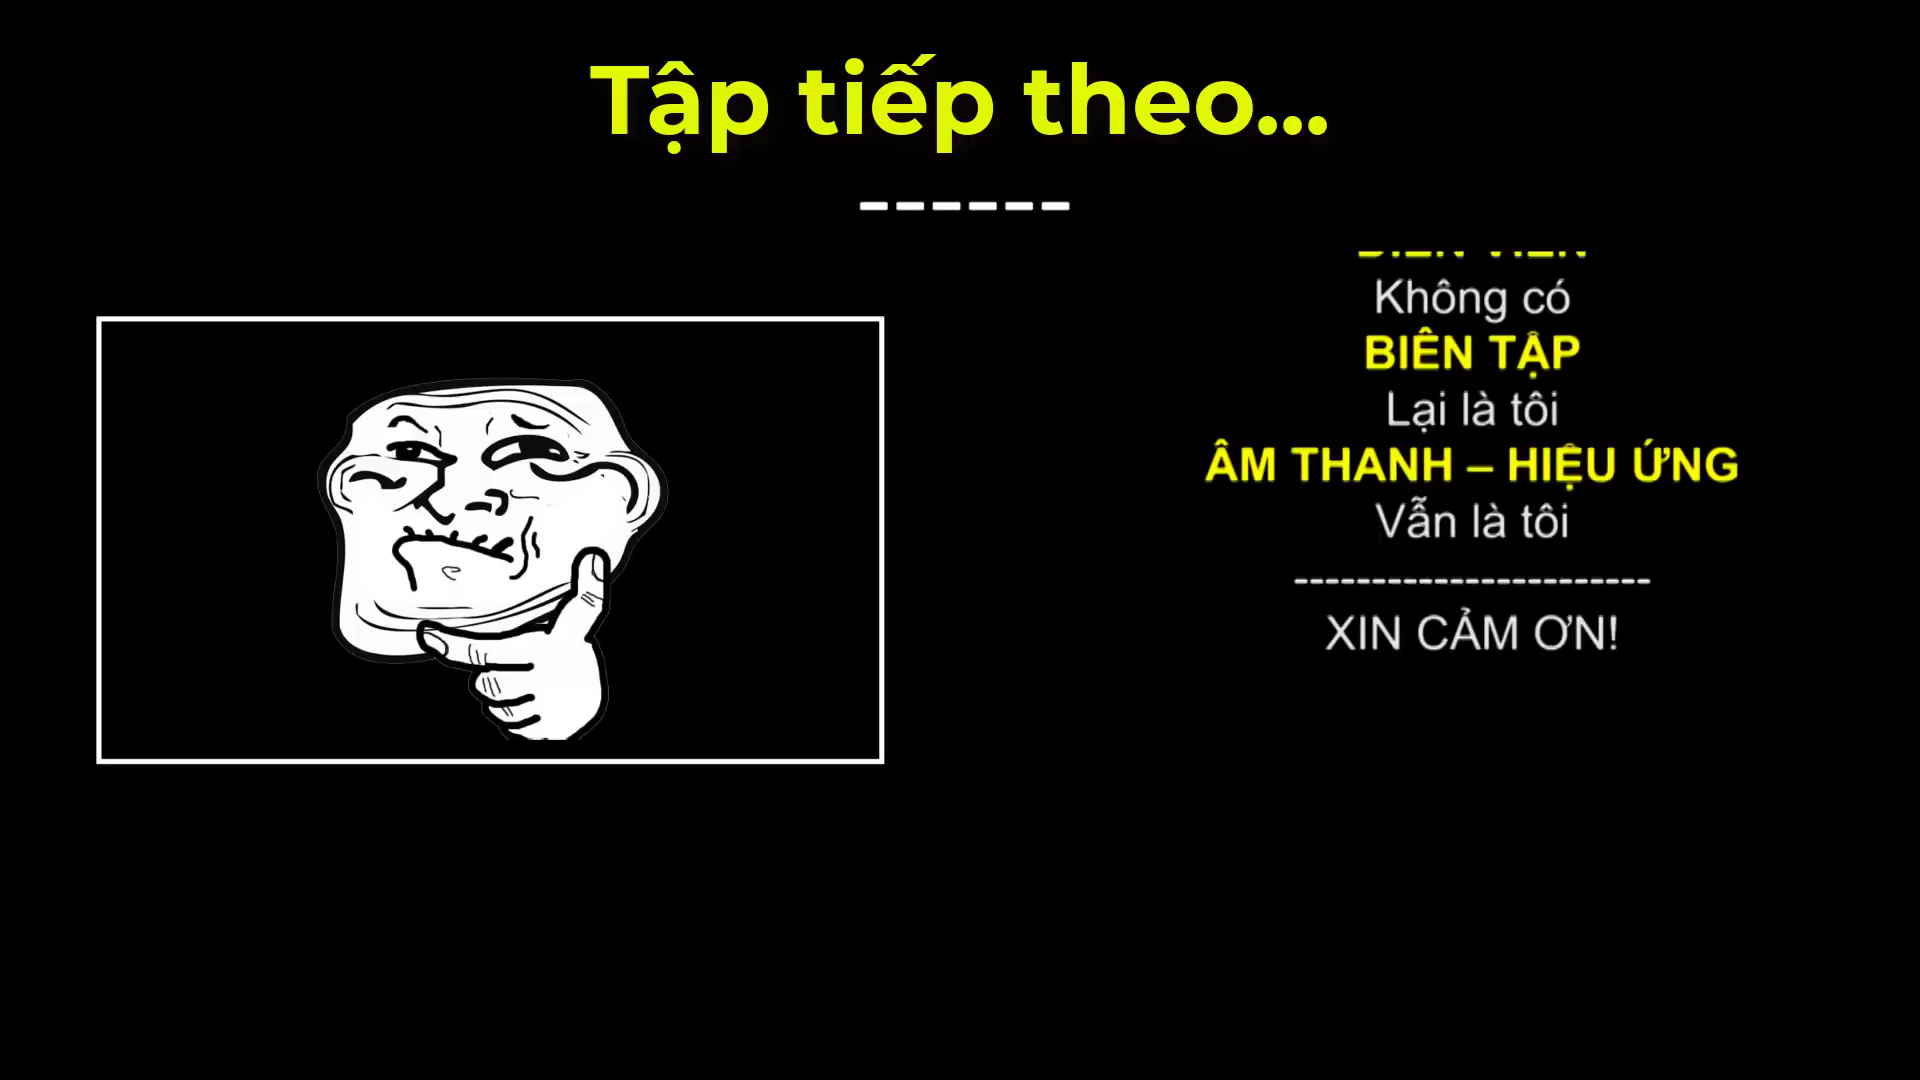 Tập tiếp theo...
------
Không có
BIÊN TẬP
Lại là tôi
ÂM THANH – HIỆU ỨNG
Vẫn là tôi
-----------------------
XIN CẢM ƠN!